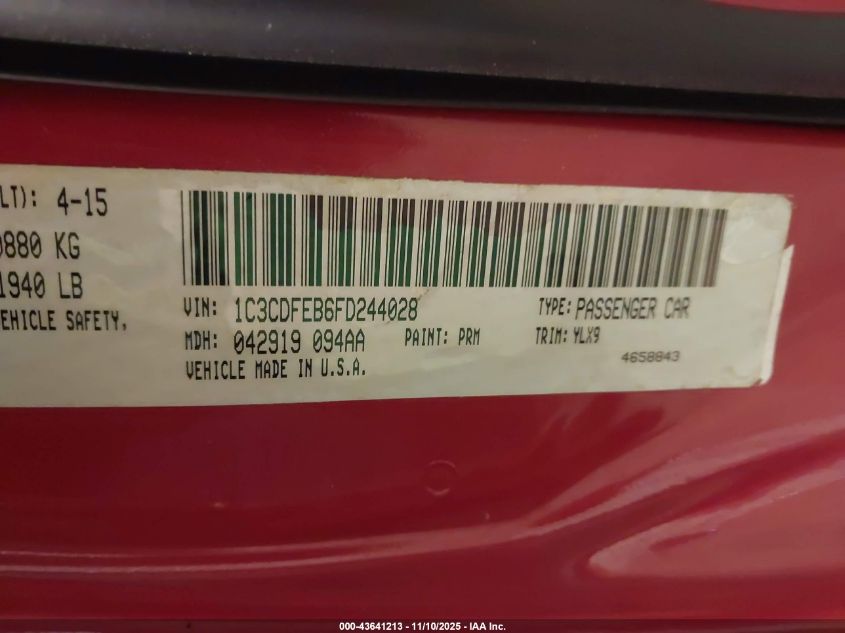 LT): 4-15
0880 KG
1940 LB
EHICLE SAFETY,
VIN: 1C3CDFEB6FD244028 TYPE: PASSENGER CAR
MDH: 042919 094AA PAINT: PRM TRIM: YLX9
VEHICLE MADE IN U.S.A. 4658843
000-43641213 - 11/10/2025 - IAA Inc.